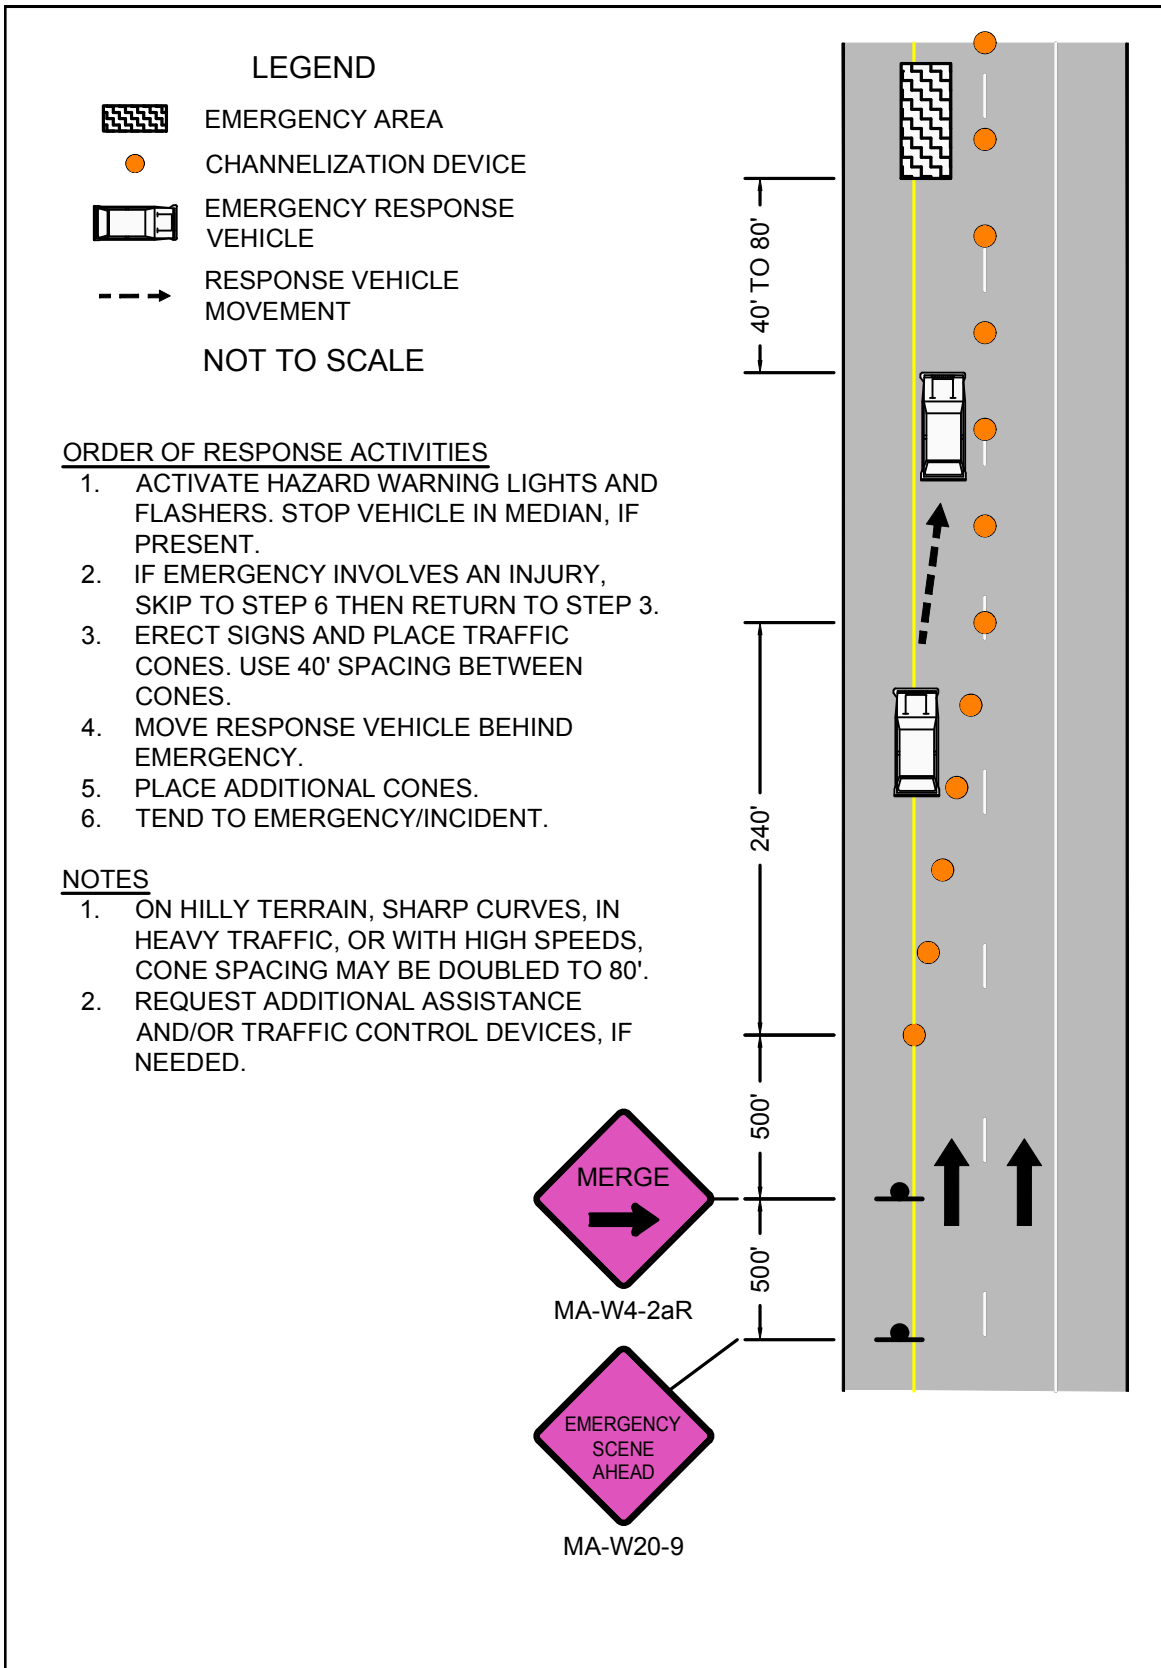 LEGEND
EMERGENCY AREA
CHANNELIZATION DEVICE
EMERGENCY RESPONSE
VEHICLE
RESPONSE VEHICLE
MOVEMENT
NOT TO SCALE
ORDER OF RESPONSE ACTIVITIES
1. ACTIVATE HAZARD WARNING LIGHTS AND
FLASHERS. STOP VEHICLE IN MEDIAN, IF
PRESENT.
2. IF EMERGENCY INVOLVES AN INJURY,
SKIP TO STEP 6 THEN RETURN TO STEP 3.
3. ERECT SIGNS AND PLACE TRAFFIC
CONES. USE 40' SPACING BETWEEN
CONES.
4. MOVE RESPONSE VEHICLE BEHIND
EMERGENCY.
5. PLACE ADDITIONAL CONES.
6. TEND TO EMERGENCY/INCIDENT.
NOTES
1. ON HILLY TERRAIN, SHARP CURVES, IN
HEAVY TRAFFIC, OR WITH HIGH SPEEDS,
CONE SPACING MAY BE DOUBLED TO 80'.
2. REQUEST ADDITIONAL ASSISTANCE
AND/OR TRAFFIC CONTROL DEVICES, IF
NEEDED.
40' TO 80'
240'
500'
500'
MERGE
MA-W4-2aR
EMERGENCY
SCENE
AHEAD
MA-W20-9